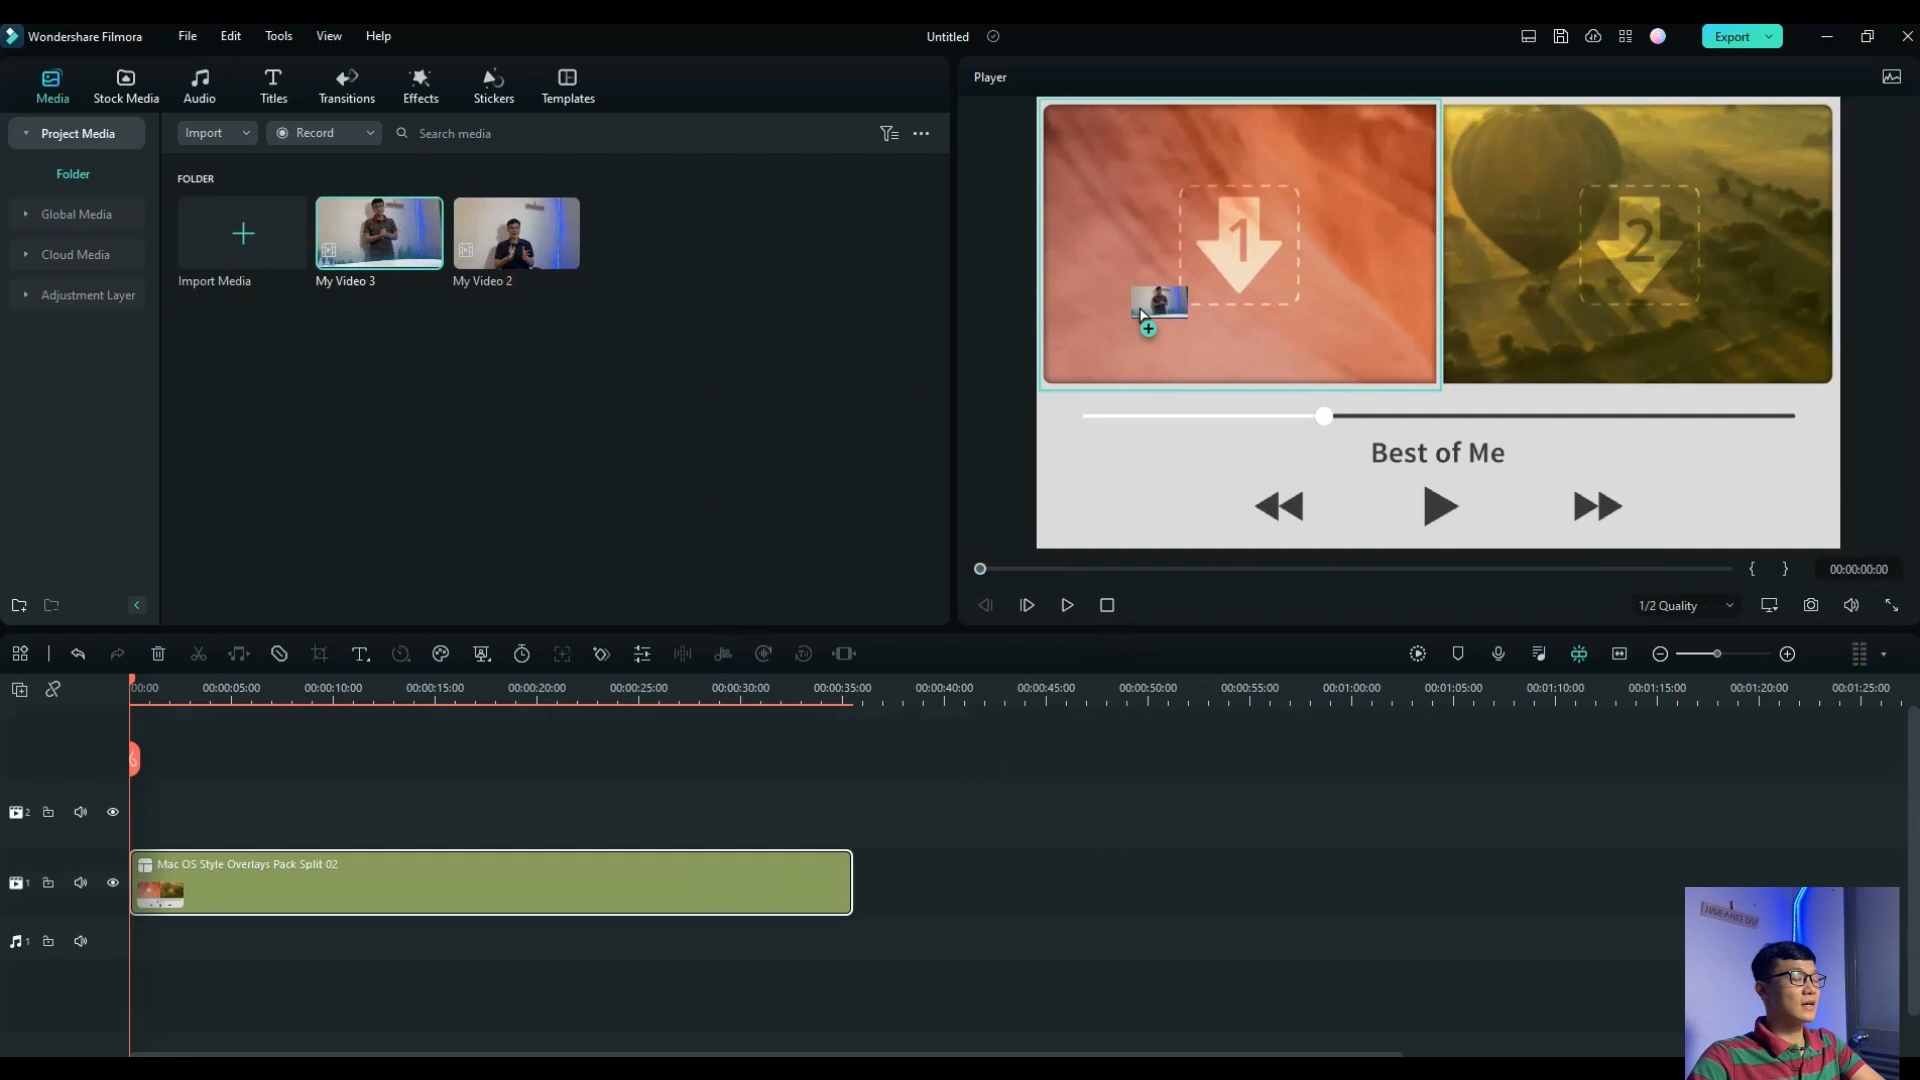 Wondershare Filmora File Edit Tools View Help Untitled Export
Media Stock Media Audio Titles Transitions Effects Stickers Templates
Player
Project Media
Import Record Search media
Folder
Global Media
Cloud Media
Adjustment Layer
FOLDER
Import Media My Video 3 My Video 2
1
2
Best of Me
{ } 00:00:00:00
1/2 Quality
00:00 00:00:05:00 00:00:10:00 00:00:15:00 00:00:20:00 00:00:25:00 00:00:30:00 00:00:35:00 00:00:40:00 00:00:45:00 00:00:50:00 00:00:55:00 00:01:00:00 00:01:05:00 00:01:10:00 00:01:15:00 00:01:20:00 00:01:25:00
2
Mac OS Style Overlays Pack Split 02
1
1
HAVE A NICE DAY